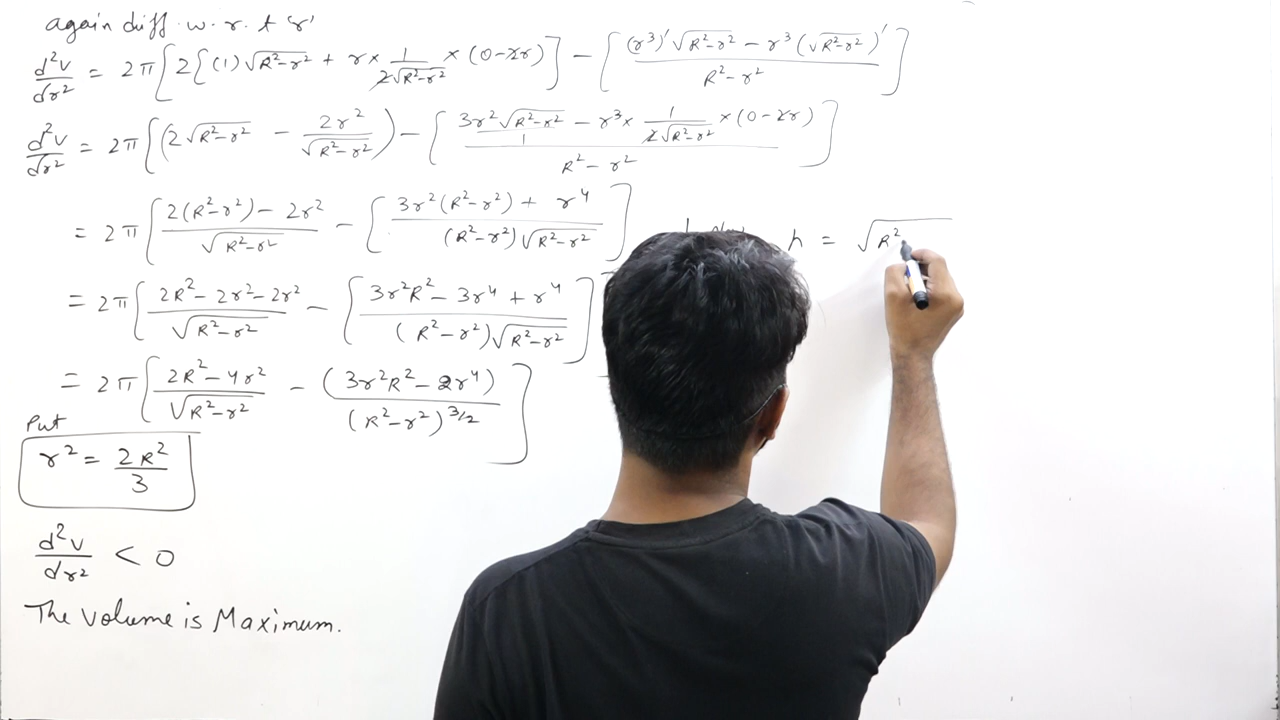 again diff. w. r. t 'r'
d²v/dr² = 2π[2{(1)√R²-r² + r × 1/2√R²-r² × (0-2r)] - [(r³)'√R²-r² - r³(√R²-r²)'/R²-r²]
d²v/dr² = 2π[(2√R²-r² - 2r²/√R²-r²) - [3r²√R²-r²/1 - r³ × 1/2√R²-r² × (0-2r)/R²-r²]
= 2π[2(R²-r²) - 2r²/√R²-r² - [3r²(R²-r²) + r⁴/(R²-r²)√R²-r²]
h = √R²
= 2π[2R²-2r²-2r²/√R²-r² - [3r²R²-3r⁴+r⁴/(R²-r²)√R²-r²]
= 2π[2R²-4r²/√R²-r² - (3r²R²-2r⁴)/(R²-r²)^3/2]
Put
r² = 2R²/3
d²v/dr² < 0
The volume is Maximum.